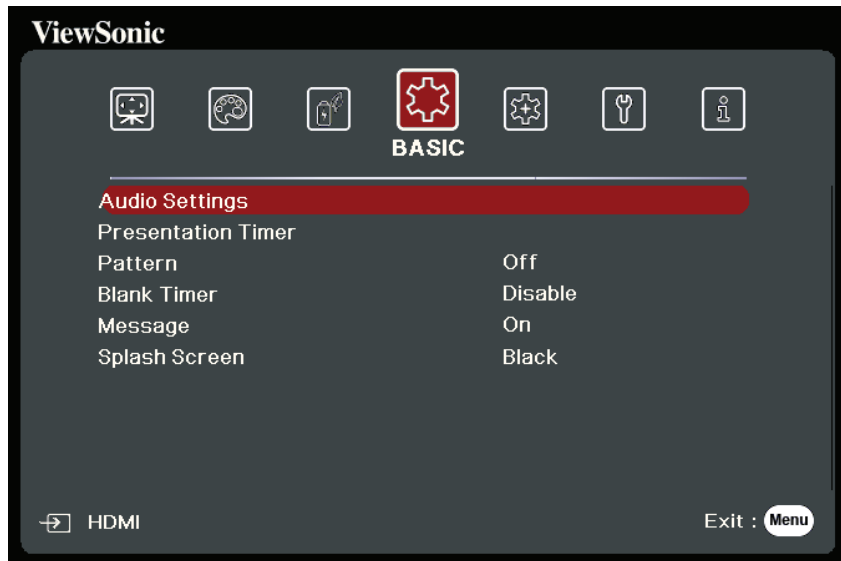 ViewSonic
BASIC
Audio Settings
Presentation Timer
Pattern Off
Blank Timer Disable
Message On
Splash Screen Black
HDMI Exit : Menu